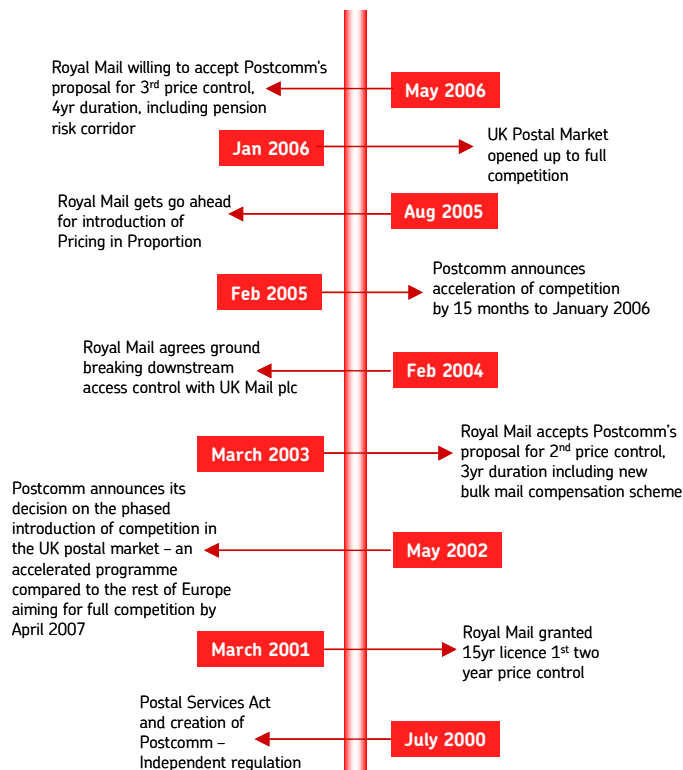 Royal Mail willing to accept Postcomm's
proposal for 3rd price control,
4yr duration, including pension
risk corridor
May 2006
Jan 2006
UK Postal Market
opened up to full
competition
Royal Mail gets go ahead
for introduction of
Pricing in Proportion
Aug 2005
Feb 2005
Postcomm announces
acceleration of competition
by 15 months to January 2006
Royal Mail agrees ground
breaking downstream
access control with UK Mail plc
Feb 2004
March 2003
Royal Mail accepts Postcomm's
proposal for 2nd price control,
3yr duration including new
bulk mail compensation scheme
Postcomm announces its
decision on the phased
introduction of competition in
the UK postal market – an
accelerated programme
compared to the rest of Europe
aiming for full competition by
April 2007
May 2002
March 2001
Royal Mail granted
15yr licence 1st two
year price control
Postal Services Act
and creation of
Postcomm –
Independent regulation
July 2000